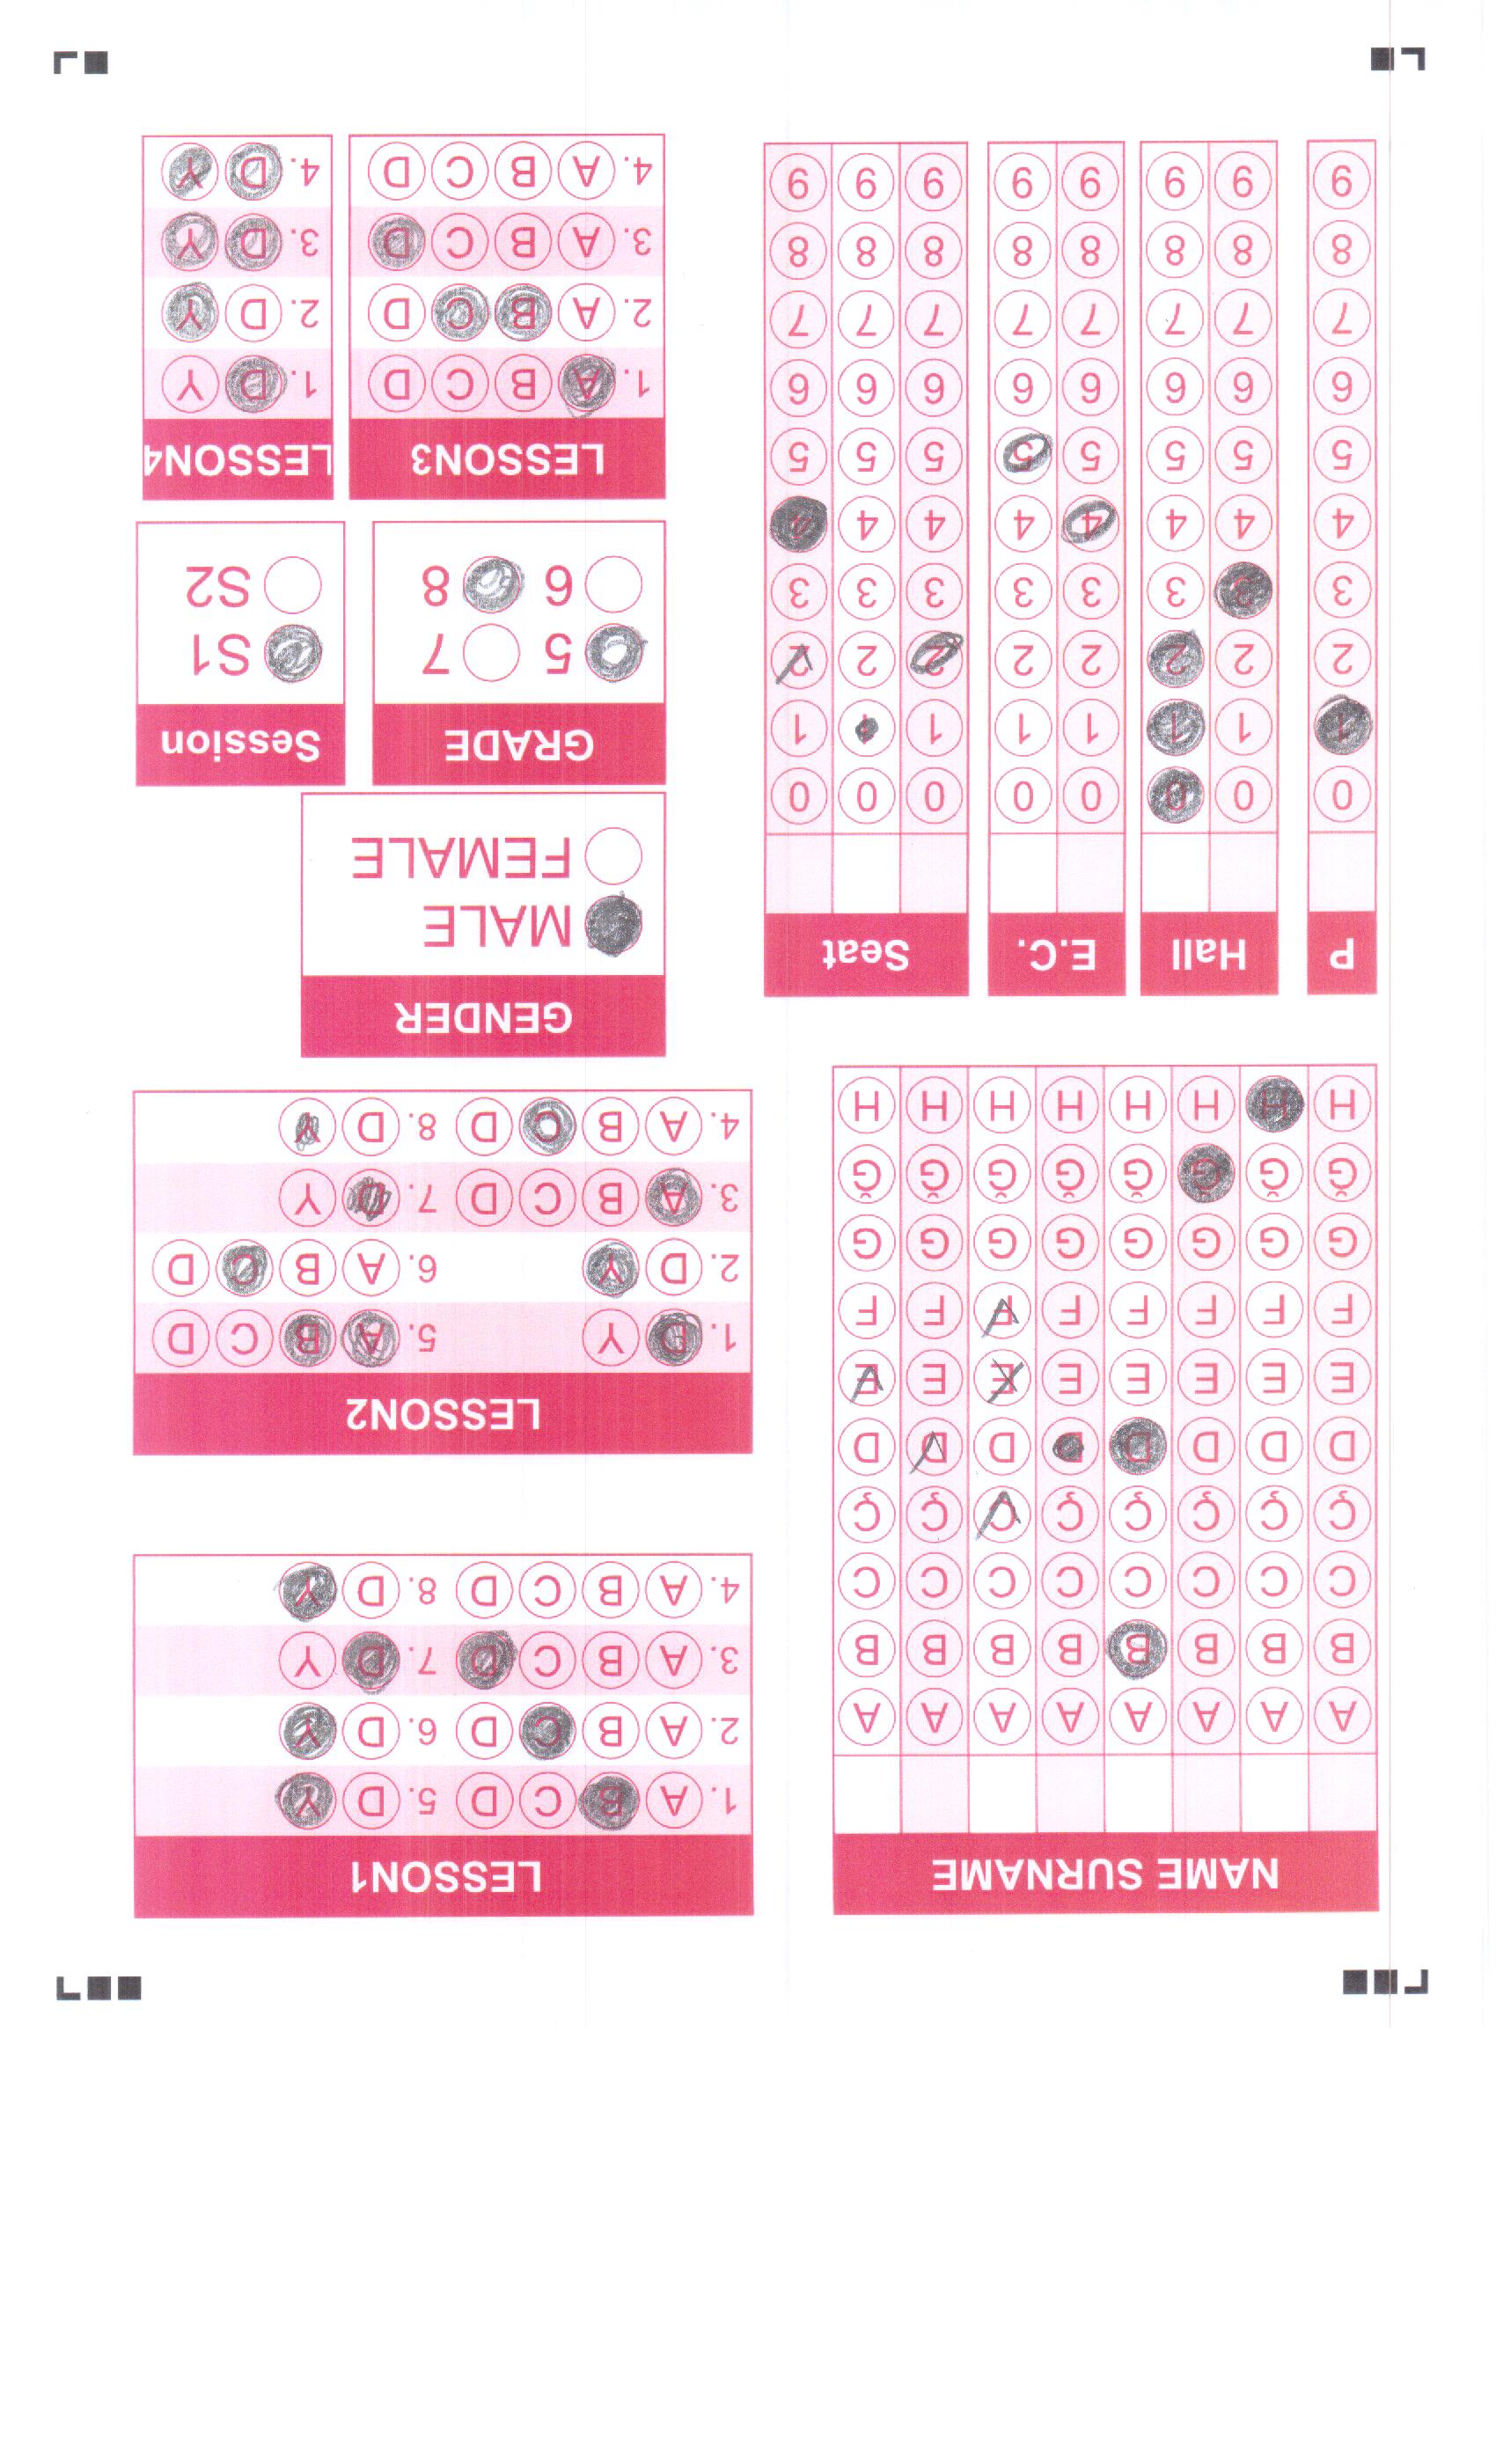 NAME SURNAME
A A A A A A A A
B B B B B B B B
C C C C C C C C
Ç Ç Ç Ç Ç Ç Ç Ç
D D D D D D D D
E E E E E E E E
F F F F F F F F
G G G G G G G G
Ğ Ğ Ğ Ğ Ğ Ğ Ğ Ğ
H H H H H H H H
LESSON1
1. A B C D 5. D Y
2. A B C D 6. D Y
3. A B C D 7. D Y
4. A B C D 8. D Y
LESSON2
1. D Y 5. A B C D
2. D Y 6. A B C D
3. A B C D 7. D Y
4. A B C D 8. D Y
P Hall E.C. Seat
0 0 0 0 0 0 0 0
1 1 1 1 1 1 1 1
2 2 2 2 2 2 2 2
3 3 3 3 3 3 3 3
4 4 4 4 4 4 4 4
5 5 5 5 5 5 5 5
6 6 6 6 6 6 6 6
7 7 7 7 7 7 7 7
8 8 8 8 8 8 8 8
9 9 9 9 9 9 9 9
GENDER
MALE
FEMALE
GRADE
5 7
6 8
Session
S1
S2
LESSON3
1. A B C D
2. A B C D
3. A B C D
4. A B C D
LESSON4
1. D Y
2. D Y
3. D Y
4. D Y